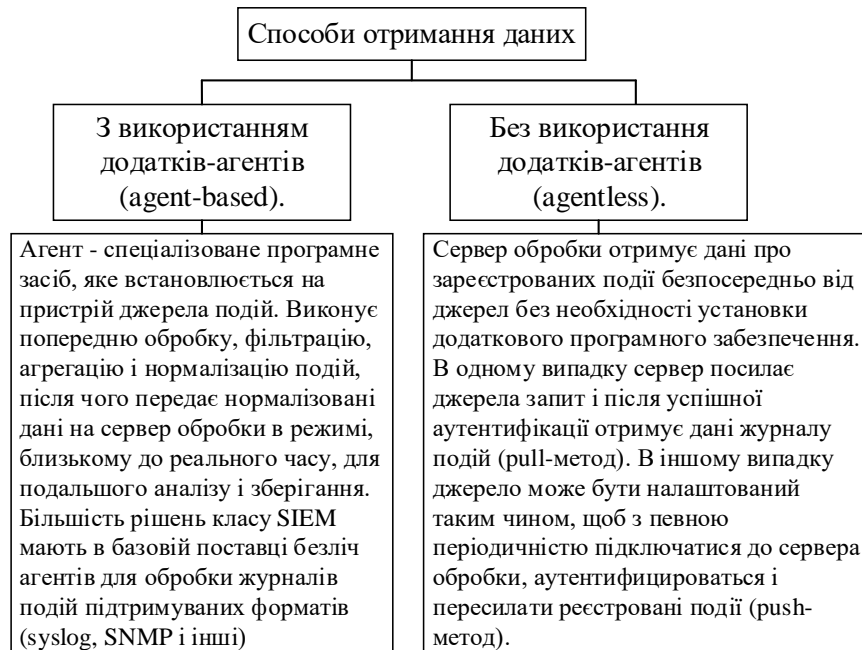 Способи отримання даних
З використанням
додатків-агентів
(agent-based).
Без використання
додатків-агентів
(agentless).
Агент - спеціалізоване програмне
засіб, яке встановлюється на
пристрій джерела подій. Виконує
попередню обробку, фільтрацію,
агрегацію і нормалізацію подій,
після чого передає нормалізовані
дані на сервер обробки в режимі,
близькому до реального часу, для
подальшого аналізу і зберігання.
Більшість рішень класу SIEM
мають в базовій поставці безліч
агентів для обробки журналів
подій підтримуваних форматів
(syslog, SNMP і інші)
Сервер обробки отримує дані про
зареєстрованих події безпосередньо від
джерел без необхідності установки
додаткового програмного забезпечення.
В одному випадку сервер посилає
джерела запит і після успішної
аутентифікації отримує дані журналу
подій (pull-метод). В іншому випадку
джерело може бути налаштований
таким чином, щоб з певною
періодичністю підключатися до сервера
обробки, аутентифицироваться і
пересилати реєстровані події (push-
метод).